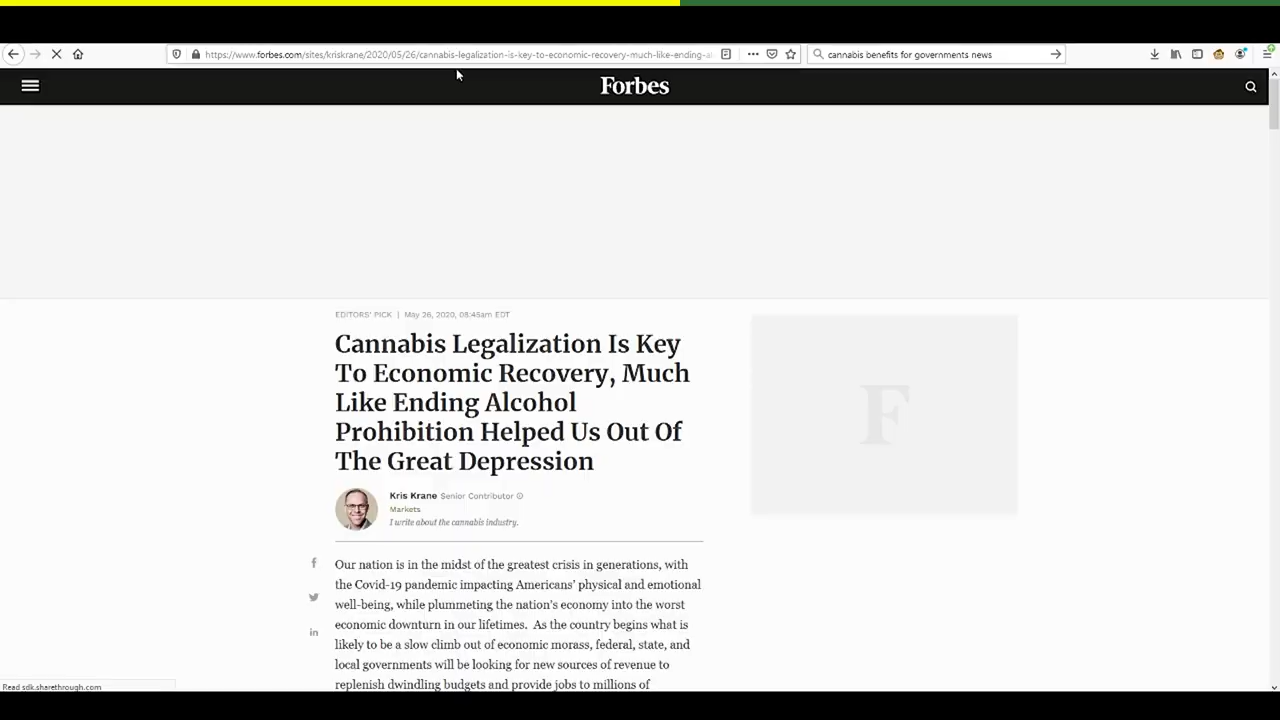 https://www.forbes.com/sites/kriskrane/2020/05/26/cannabis-legalization-is-key-to-economic-recovery-much-like-ending-al
cannabis benefits for governments news
Forbes
EDITORS' PICK | May 26, 2020, 08:46am EDT
Cannabis Legalization Is Key
To Economic Recovery, Much
Like Ending Alcohol
Prohibition Helped Us Out Of
The Great Depression
F
Kris Krane Senior Contributor
Markets
I write about the cannabis industry.
Our nation is in the midst of the greatest crisis in generations, with
the Covid-19 pandemic impacting Americans' physical and emotional
well-being, while plummeting the nation's economy into the worst
economic downturn in our lifetimes. As the country begins what is
likely to be a slow climb out of economic morass, federal, state, and
local governments will be looking for new sources of revenue to
replenish dwindling budgets and provide jobs to millions of
Read sdk.sharethrough.com